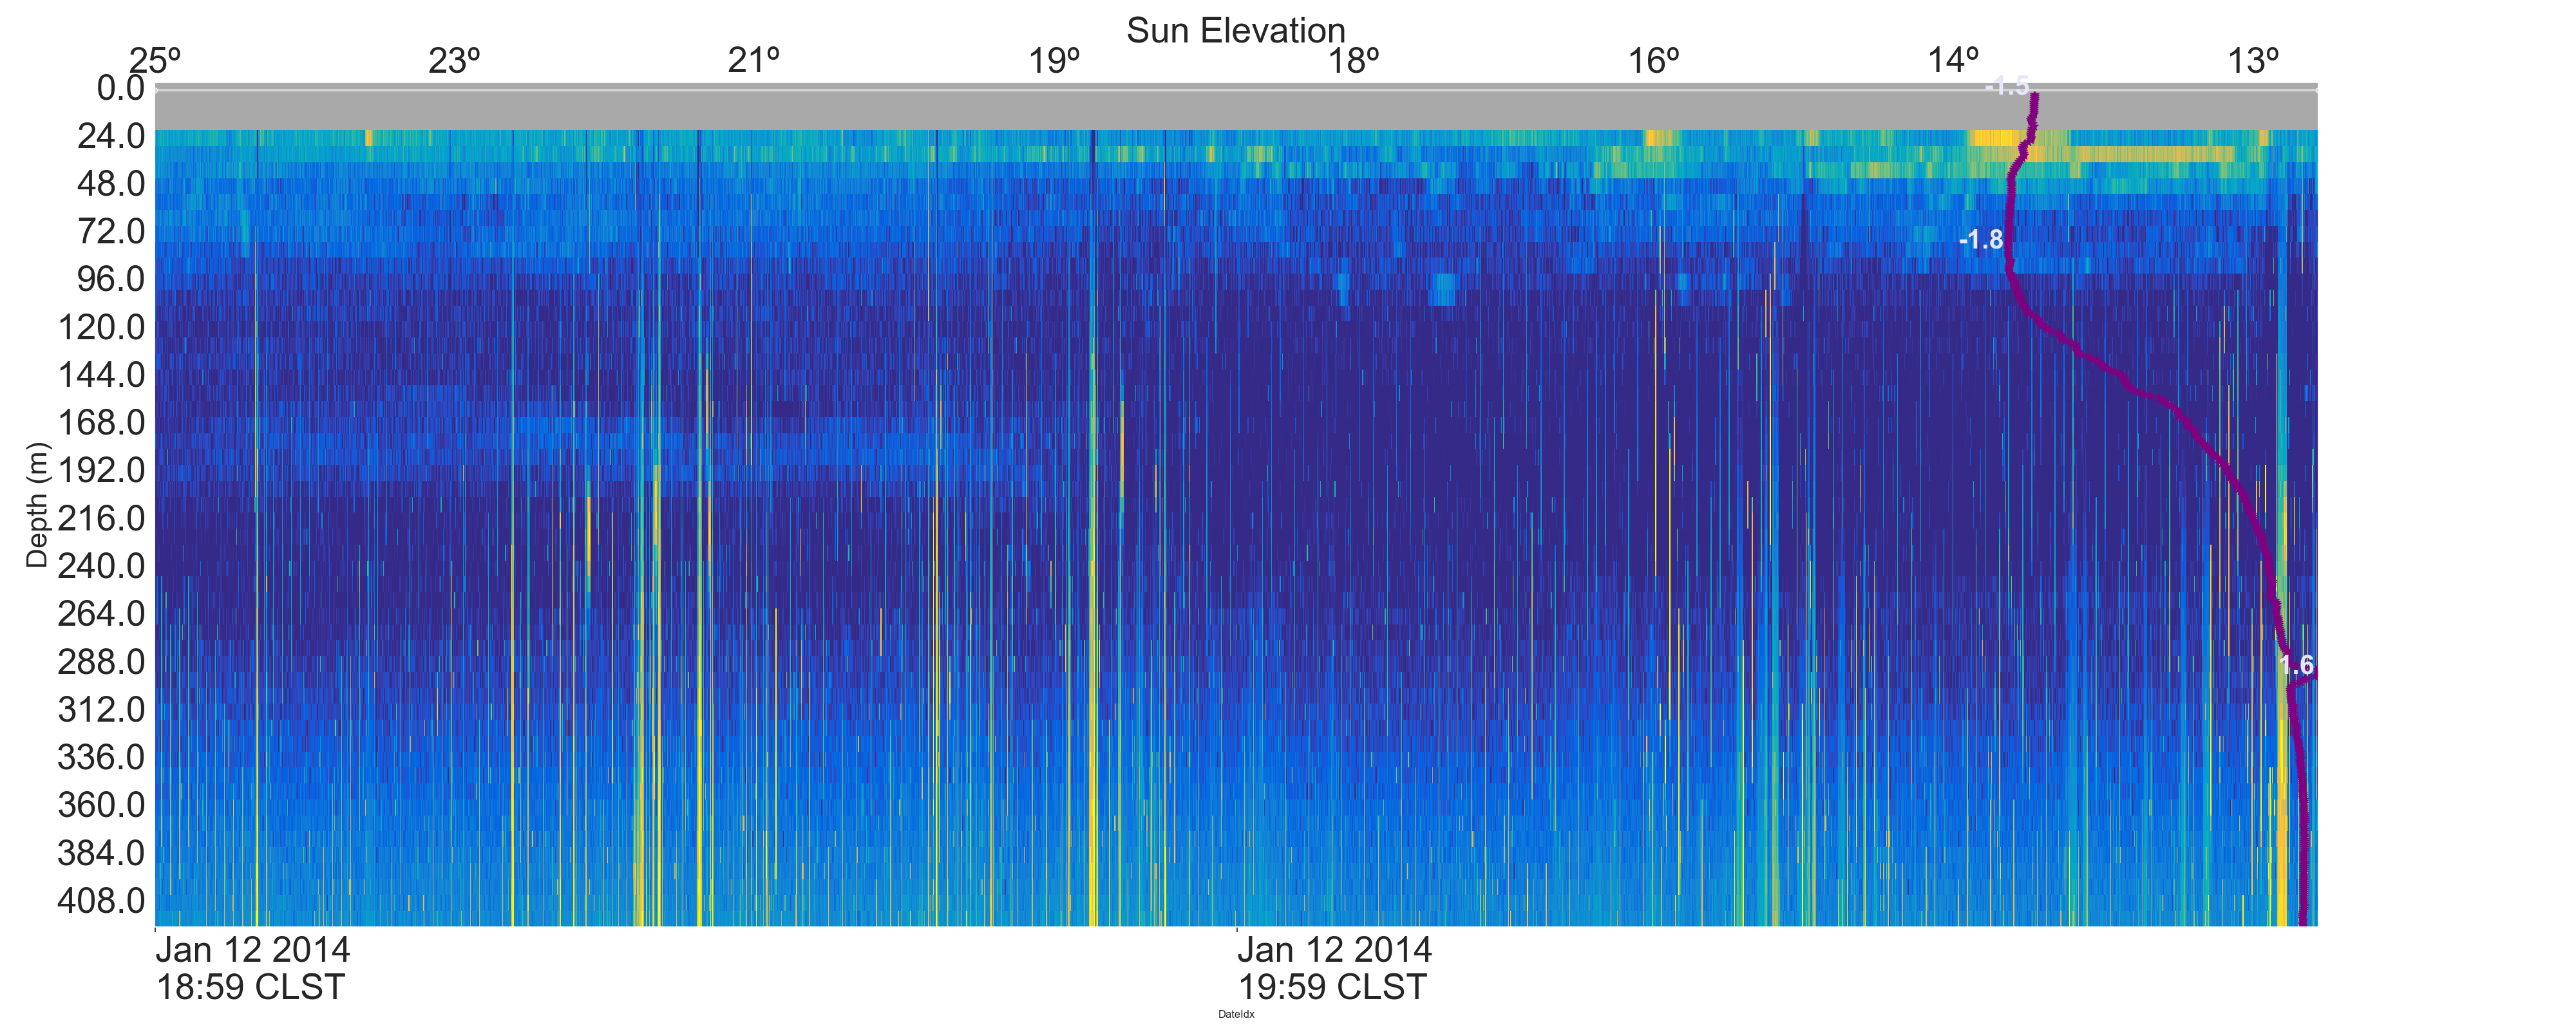 Sun Elevation
25º 23º 21º 19º 18º 16º 14º 13º
0.0
-1.5
24.0
48.0
72.0
-1.8
96.0
120.0
144.0
168.0
192.0
216.0
240.0
264.0
288.0
1.6
312.0
336.0
360.0
384.0
408.0
Depth (m)
Jan 12 2014
18:59 CLST
Jan 12 2014
19:59 CLST
DateIdx